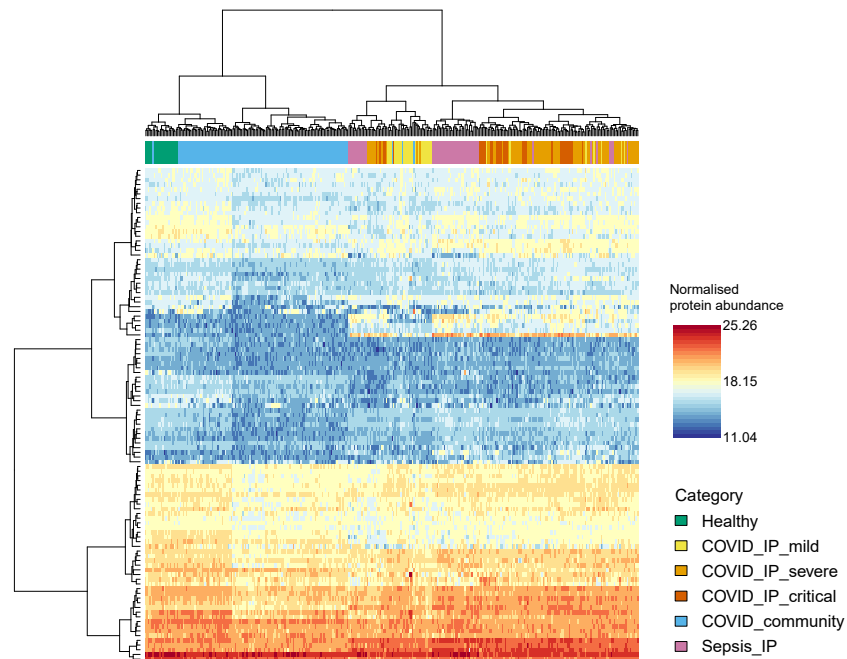 Normalised
protein abundance
25.26
18.15
11.04
Category
Healthy
COVID_IP_mild
COVID_IP_severe
COVID_IP_critical
COVID_community
Sepsis_IP